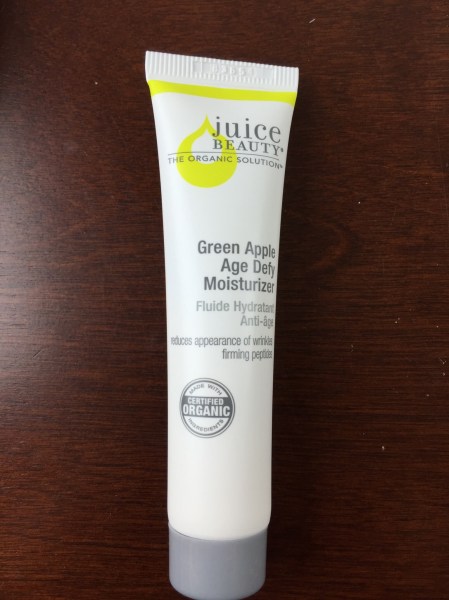 juice
BEAUTY®
THE ORGANIC SOLUTION™
Green Apple
Age Defy
Moisturizer
Fluide Hydratant
Anti-âge
reduces appearance of wrinkles
firming peptides
MADE WITH
CERTIFIED
ORGANIC
INGREDIENTS